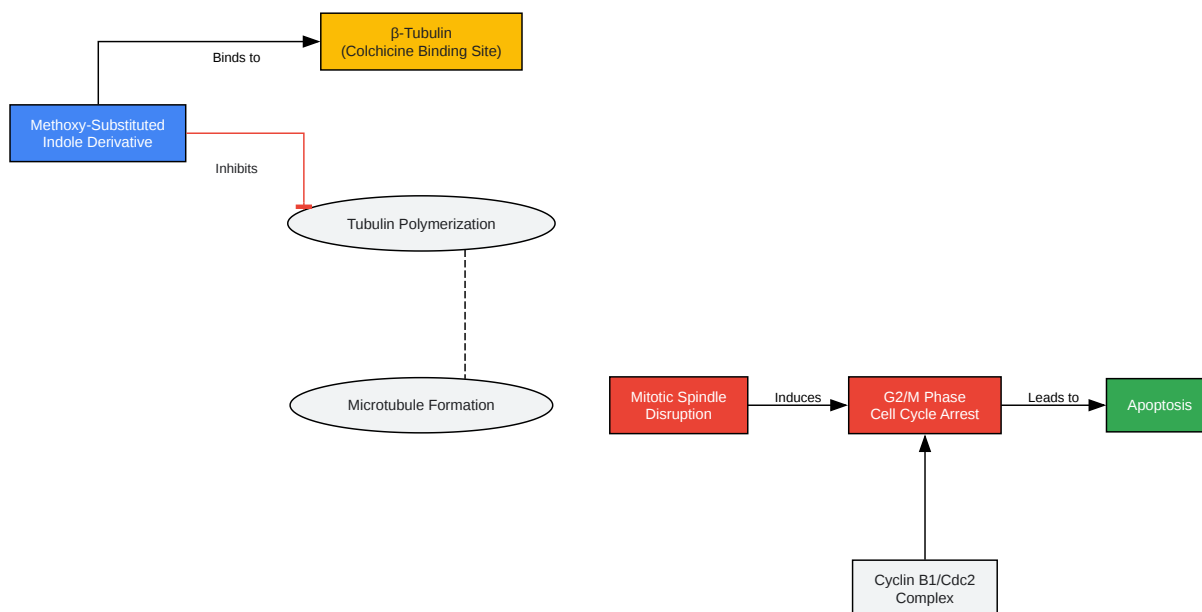 β-Tubulin
(Colchicine Binding Site)
Binds to
Methoxy-Substituted
Indole Derivative
Inhibits
Tubulin Polymerization
Microtubule Formation
Mitotic Spindle
Disruption
Induces
G2/M Phase
Cell Cycle Arrest
Leads to
Apoptosis
Cyclin B1/Cdc2
Complex